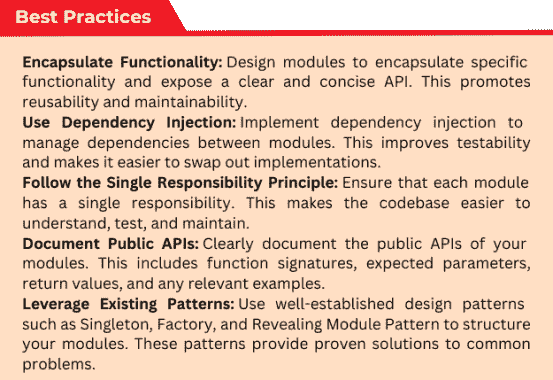 Best Practices
Encapsulate Functionality: Design modules to encapsulate specific
functionality and expose a clear and concise API. This promotes
reusability and maintainability.
Use Dependency Injection: Implement dependency injection to
manage dependencies between modules. This improves testability
and makes it easier to swap out implementations.
Follow the Single Responsibility Principle: Ensure that each module
has a single responsibility. This makes the codebase easier to
understand, test, and maintain.
Document Public APIs: Clearly document the public APIs of your
modules. This includes function signatures, expected parameters,
return values, and any relevant examples.
Leverage Existing Patterns: Use well-established design patterns
such as Singleton, Factory, and Revealing Module Pattern to structure
your modules. These patterns provide proven solutions to common
problems.